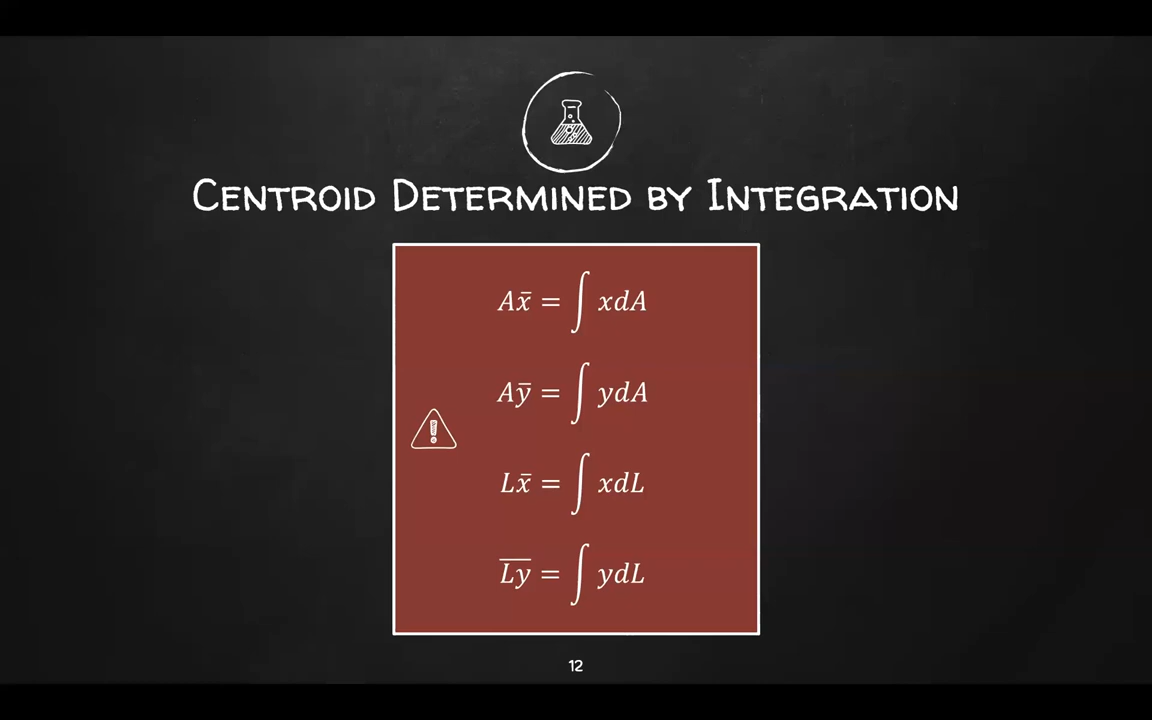 CENTROID DETERMINED BY INTEGRATION
Ax̄ = ∫ xdA
Aȳ = ∫ ydA
!
Lx̄ = ∫ xdL
L̅y̅ = ∫ ydL
12